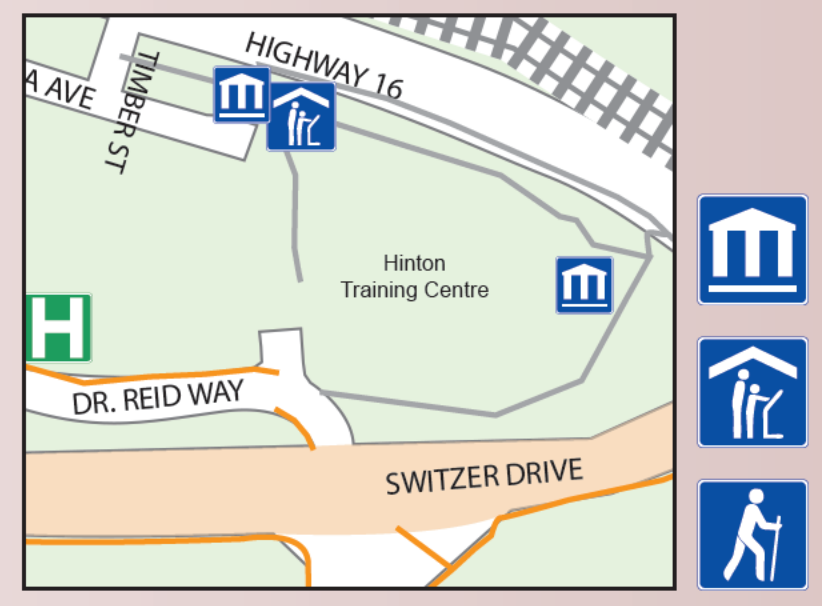 HIGHWAY 16
A AVE
TIMBER ST
Hinton
Training Centre
H
DR. REID WAY
SWITZER DRIVE